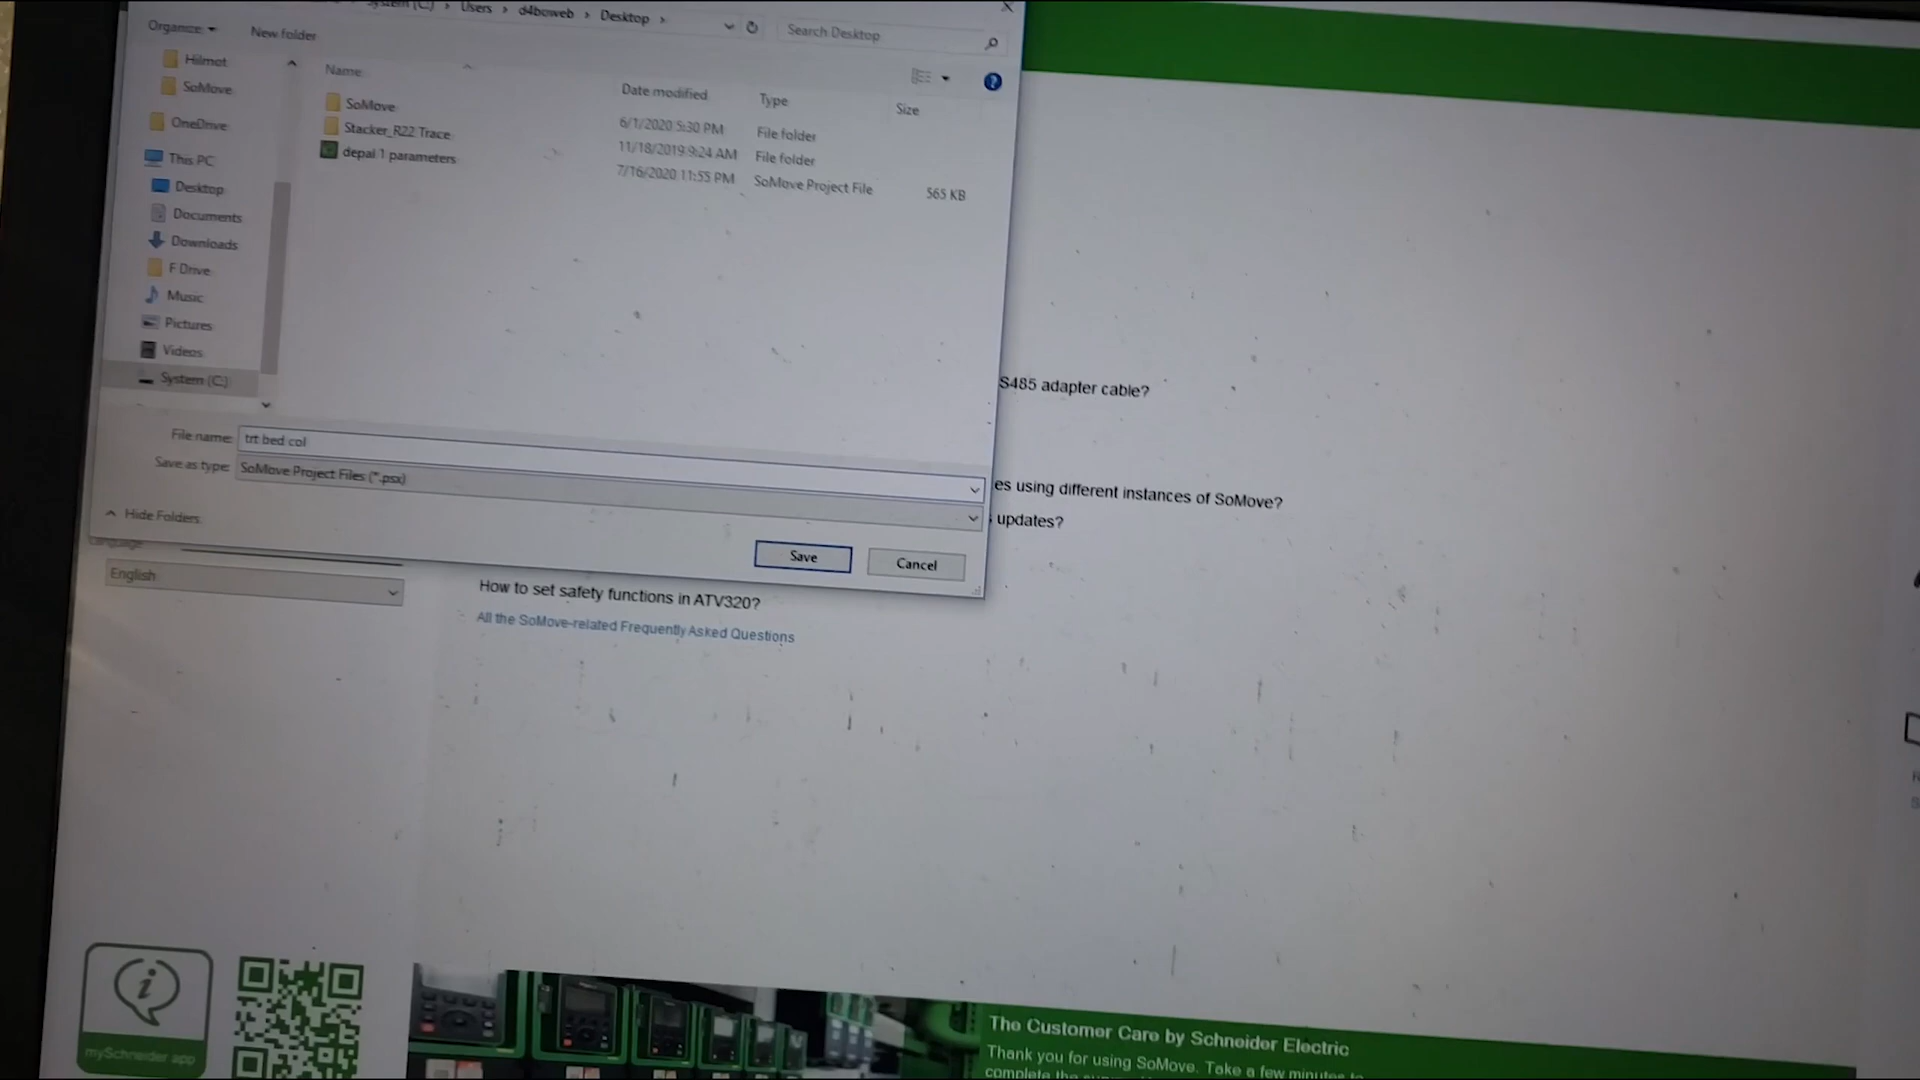 System (C:) › Users › d4boweb › Desktop ›
Search Desktop
Organize
New folder
Hilmot
SoMove
OneDrive
This PC
Desktop
Documents
Downloads
F Drive
Music
Pictures
Videos
System (C:)
Name
Date modified
Type
Size
SoMove
6/1/2020 5:30 PM
File folder
Stacker_R22 Trace
11/18/2019 9:24 AM
File folder
depal 1 parameters
7/16/2020 11:55 PM
SoMove Project File
565 KB
File name:
trt bed col
Save as type:
SoMove Project Files (*.psx)
Hide Folders
Save
Cancel
S485 adapter cable?
es using different instances of SoMove?
updates?
Language
English
How to set safety functions in ATV320?
All the SoMove-related Frequently Asked Questions
mySchneider app
The Customer Care by Schneider Electric
Thank you for using SoMove. Take a few minutes to
complete the